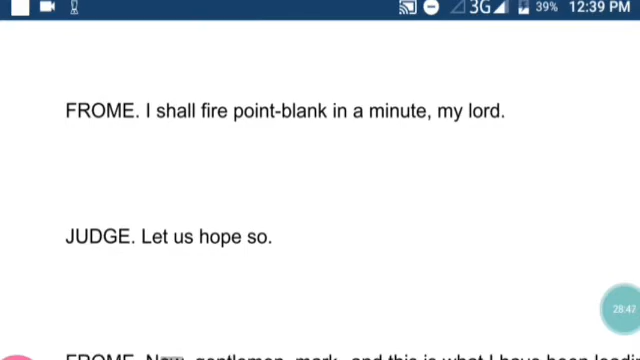 3G 39% 12:39 PM
FROME. I shall fire point-blank in a minute, my lord.
JUDGE. Let us hope so.
28:47
FROME. Now, gentlemen, mark, and this is what I have been